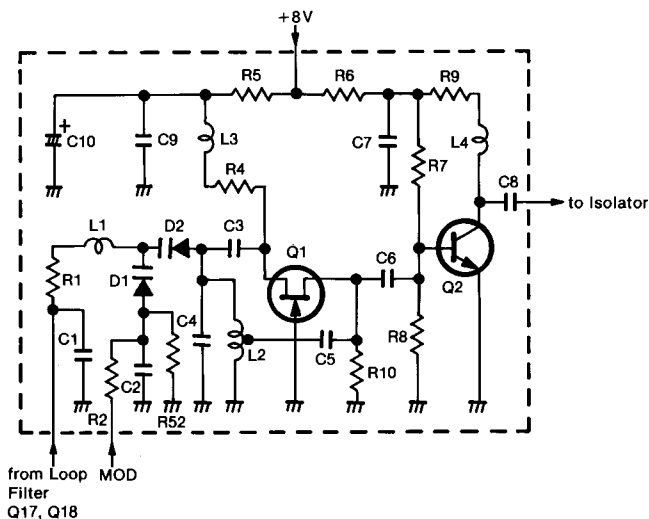 +8V
R5
R6
R9
+
C10
C9
L3
C7
L4
R7
R4
C8
to Isolator
L1
D2
C3
Q1
C6
Q2
R1
D1
C4
L2
C5
R8
C1
C2
R10
R2
R52
from Loop
Filter
Q17, Q18
MOD